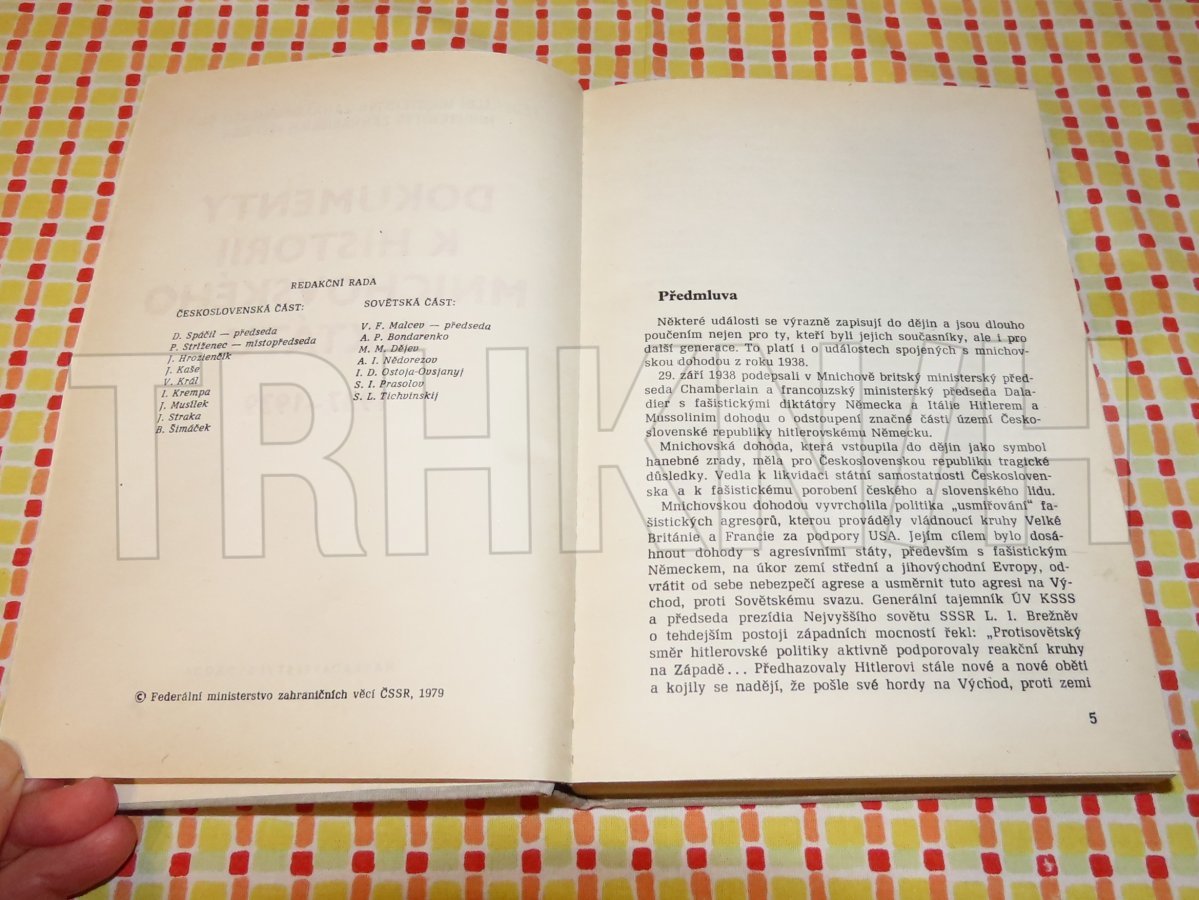 REDAKČNÍ RADA
ČESKOSLOVENSKÁ ČÁST:
D. Spáčil — předseda
P. Stríženec — místopředseda
J. Hrozienčik
J. Kaše
V. Král
I. Krempa
J. Musílek
J. Straka
B. Šimáček
SOVĚTSKÁ ČÁST:
V. F. Malcev — předseda
A. P. Bondarenko
M. M. Dějev
A. I. Nědorezov
I. D. Ostoja-Ovsjanyj
S. I. Prasolov
S. L. Tichvinskij
© Federální ministerstvo zahraničních věcí ČSSR, 1979
Předmluva
Některé události se výrazně zapisují do dějin a jsou dlouho
poučením nejen pro ty, kteří byli jejich současníky, ale i pro
další generace. To platí i o událostech spojených s mnichov-
skou dohodou z roku 1938.
29. září 1938 podepsali v Mnichově britský ministerský před-
seda Chamberlain a francouzský ministerský předseda Dala-
dier s fašistickými diktátory Německa a Itálie Hitlerem a
Mussolinim dohodu o odstoupení značné části území Česko-
slovenské republiky hitlerovskému Německu.
Mnichovská dohoda, která vstoupila do dějin jako symbol
hanebné zrady, měla pro Československou republiku tragické
důsledky. Vedla k likvidaci státní samostatnosti Českosloven-
ska a k fašistickému porobení českého a slovenského lidu.
Mnichovskou dohodou vyvrcholila politika „usmiřování“ fa-
šistických agresorů, kterou prováděly vládnoucí kruhy Velké
Británie a Francie za podpory USA. Jejím cílem bylo dosá-
hnout dohody s agresívními státy, především s fašistickým
Německem, na úkor zemí střední a jihovýchodní Evropy, od-
vrátit od sebe nebezpečí agrese a usměrnit tuto agresi na Vý-
chod, proti Sovětskému svazu. Generální tajemník ÚV KSSS
a předseda prezídia Nejvyššího sovětu SSSR L. I. Brežněv
o tehdejším postoji západních mocností řekl: „Protisovětský
směr hitlerovské politiky aktivně podporovaly reakční kruhy
na Západě... Předhazovaly Hitlerovi stále nové a nové oběti
a kojily se nadějí, že pošle své hordy na Východ, proti zemi
5
TRHKNIH